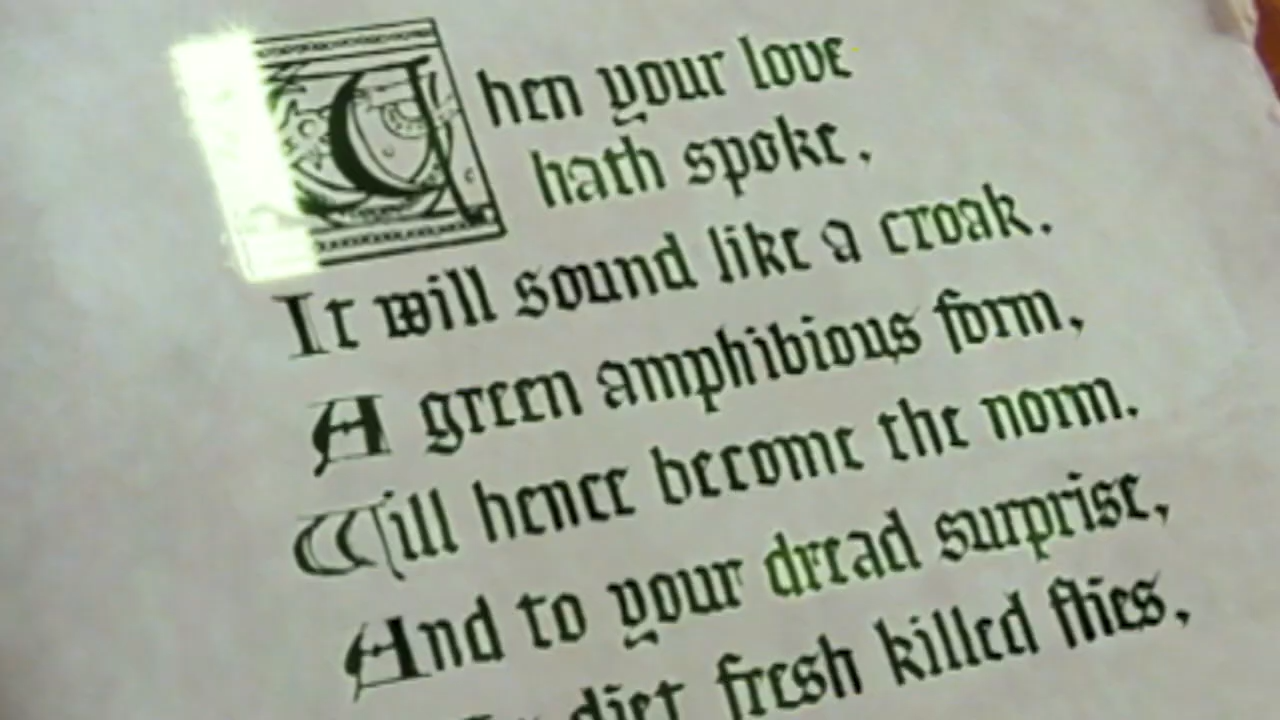 When your love
hath spoke,
It will sound like a croak.
A green amphibious form,
Will hence become the norm.
And to your dread surprise,
diet fresh killed flies,